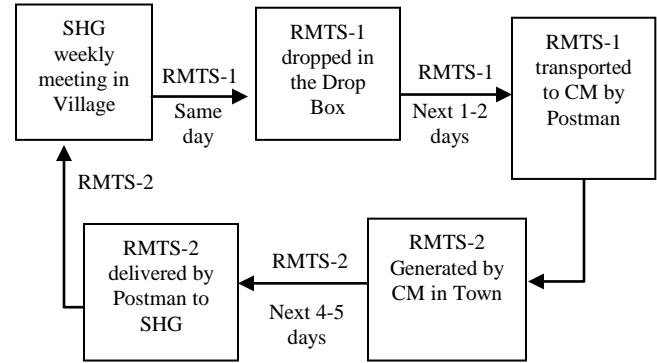 SHG
weekly
meeting in
Village
RMTS-1
Same
day
RMTS-1
dropped in
the Drop
Box
RMTS-1
Next 1-2
days
RMTS-1
transported
to CM by
Postman
RMTS-2
Generated by
CM in Town
RMTS-2
Next 4-5
days
RMTS-2
delivered by
Postman to
SHG
RMTS-2